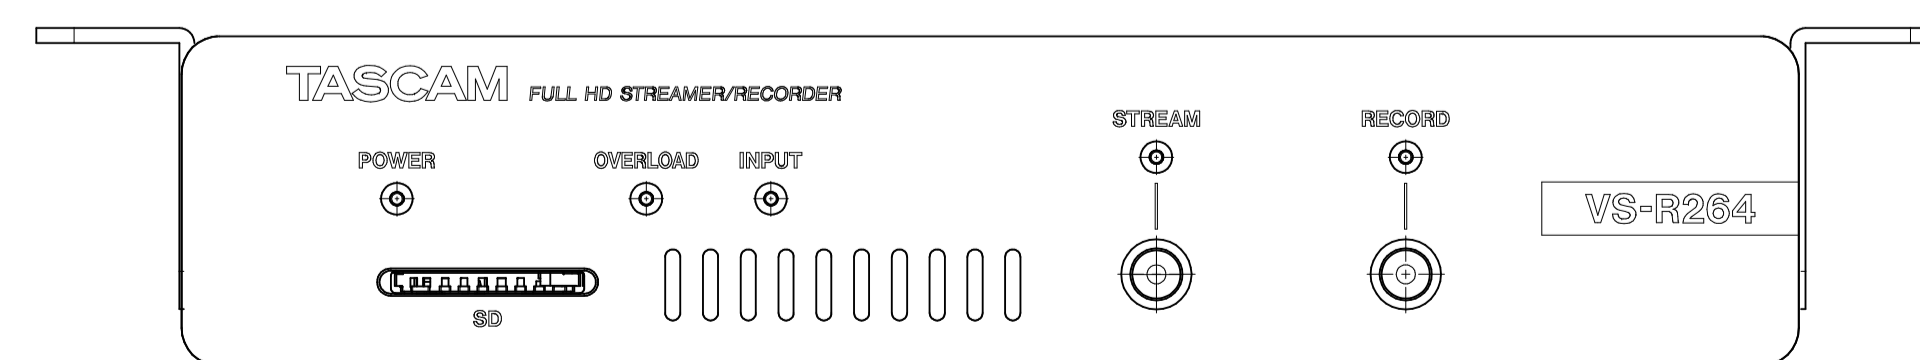 TASCAM FULL HD STREAMER/RECORDER
STREAM RECORD
POWER OVERLOAD INPUT
VS-R264
SD